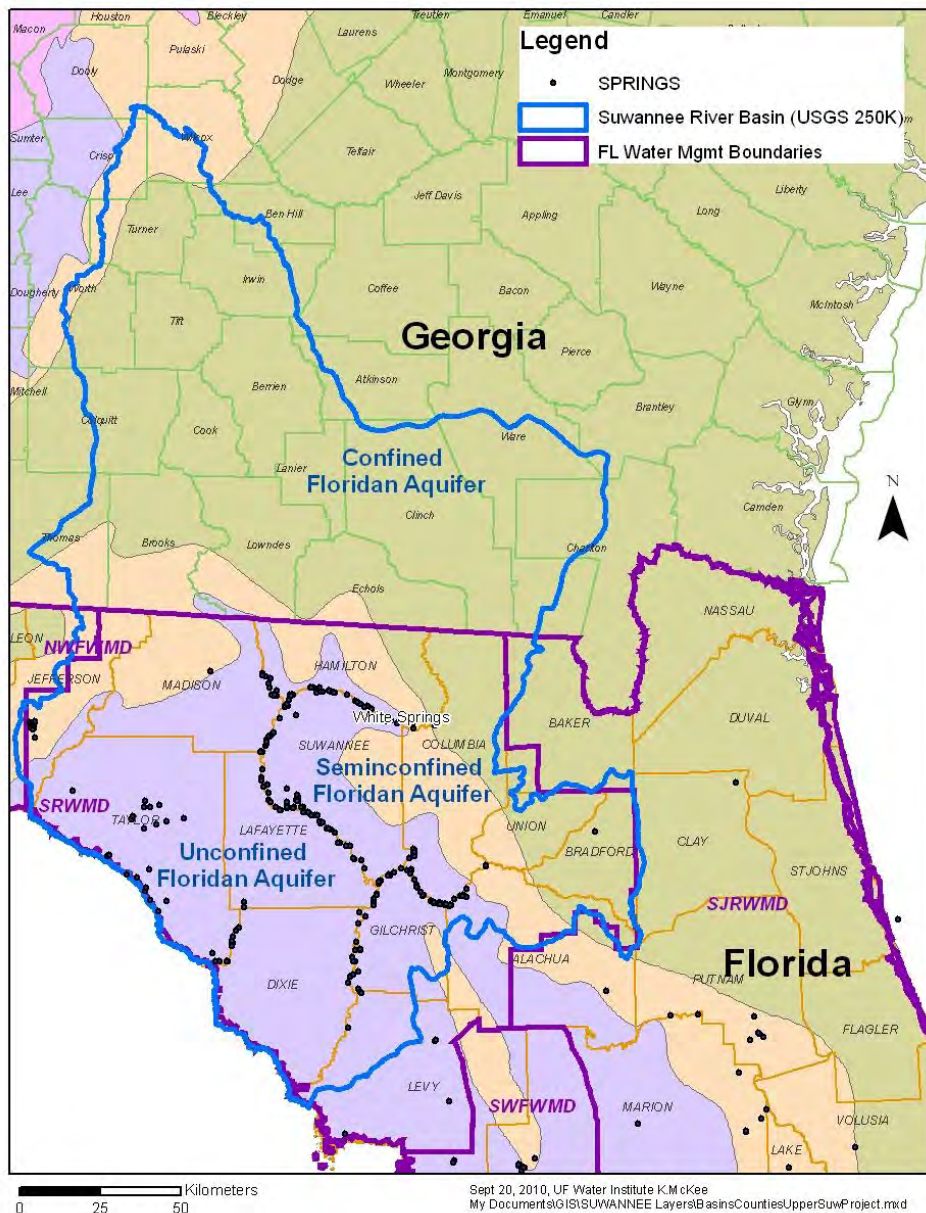 Legend
SPRINGS
Suwannee River Basin (USGS 250K)
FL Water Mgmt Boundaries
Macon
Houston
Bleckley
Treutlen
Emanuel
Candler
Pulaski
Laurens
Dooly
Dodge
Wheeler
Montgomery
Sumter
Crisp
Wilcox
Telfair
Lee
Jeff Davis
Appling
Long
Liberty
Ben Hill
Turner
Irwin
Coffee
Bacon
Wayne
McIntosh
Dougherty
Worth
Tift
Georgia
Pierce
Mitchell
Berrien
Atkinson
Brantley
Glynn
Colquitt
Cook
Ware
Lanier
Confined
Floridan Aquifer
Clinch
Camden
N
Thomas
Brooks
Lowndes
Charlton
Echols
NASSAU
LEON
NWFWMD
HAMILTON
JEFFERSON
MADISON
BAKER
DUVAL
White Springs
SUWANNEE
COLUMBIA
Seminconfined
Floridan Aquifer
SRWMD
TAYLOR
LAFAYETTE
UNION
BRADFORD
CLAY
Unconfined
Floridan Aquifer
STJOHNS
SJRWMD
GILCHRIST
ALACHUA
Florida
DIXIE
PUTNAM
FLAGLER
LEVY
SWFWMD
MARION
VOLUSIA
LAKE
Kilometers
0 25 50
Sept 20, 2010, UF Water Institute K.McKee
My Documents\GIS\SUWANNEE Layers\BasinsCountiesUpperSuwProject.mxd